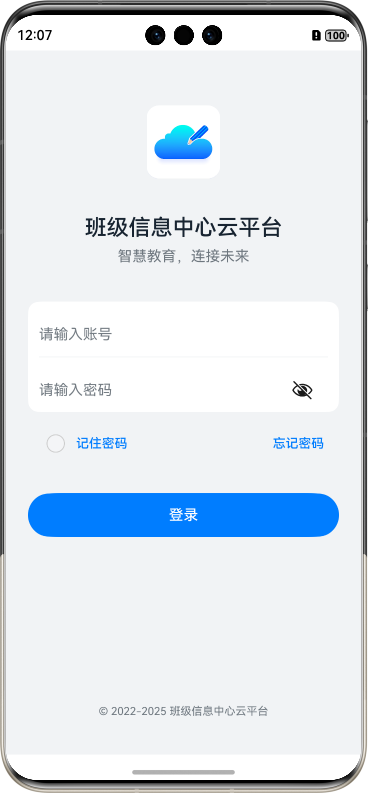 12:07
100
班级信息中心云平台
智慧教育，连接未来
请输入账号
请输入密码
记住密码
忘记密码
登录
© 2022-2025 班级信息中心云平台